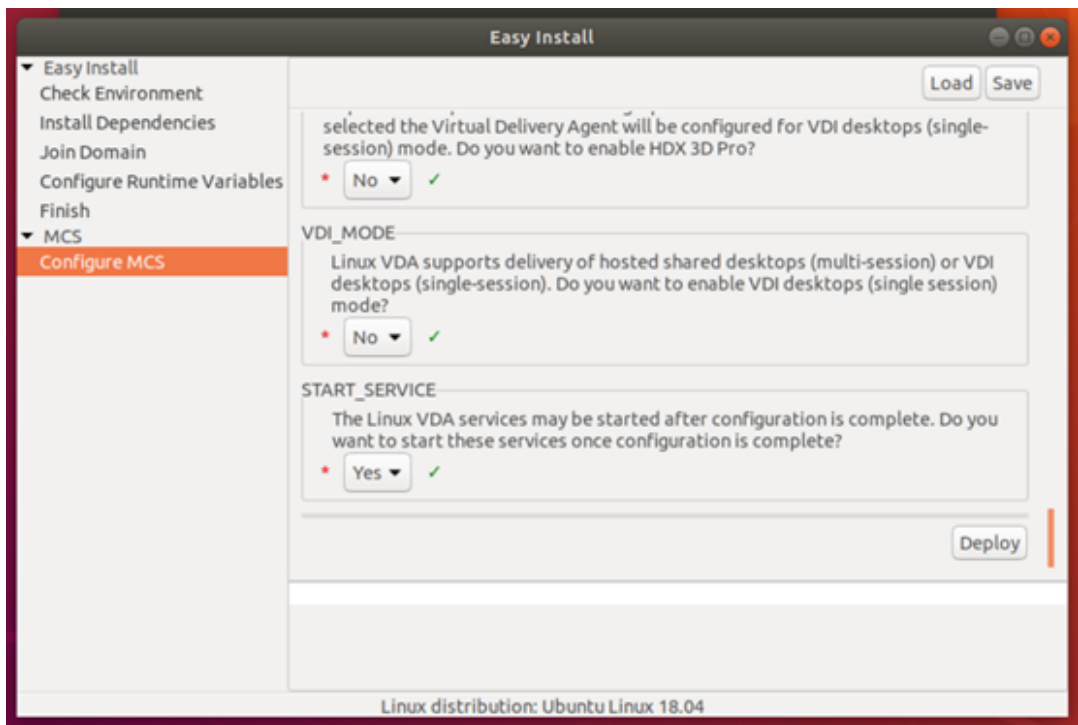 Easy Install
Easy Install
Check Environment
Install Dependencies
Join Domain
Configure Runtime Variables
Finish
MCS
Configure MCS
Load Save
selected the Virtual Delivery Agent will be configured for VDI desktops (single-
session) mode. Do you want to enable HDX 3D Pro?
* No ✓
VDI_MODE
Linux VDA supports delivery of hosted shared desktops (multi-session) or VDI
desktops (single-session). Do you want to enable VDI desktops (single session)
mode?
* No ✓
START_SERVICE
The Linux VDA services may be started after configuration is complete. Do you
want to start these services once configuration is complete?
* Yes ✓
Deploy
Linux distribution: Ubuntu Linux 18.04